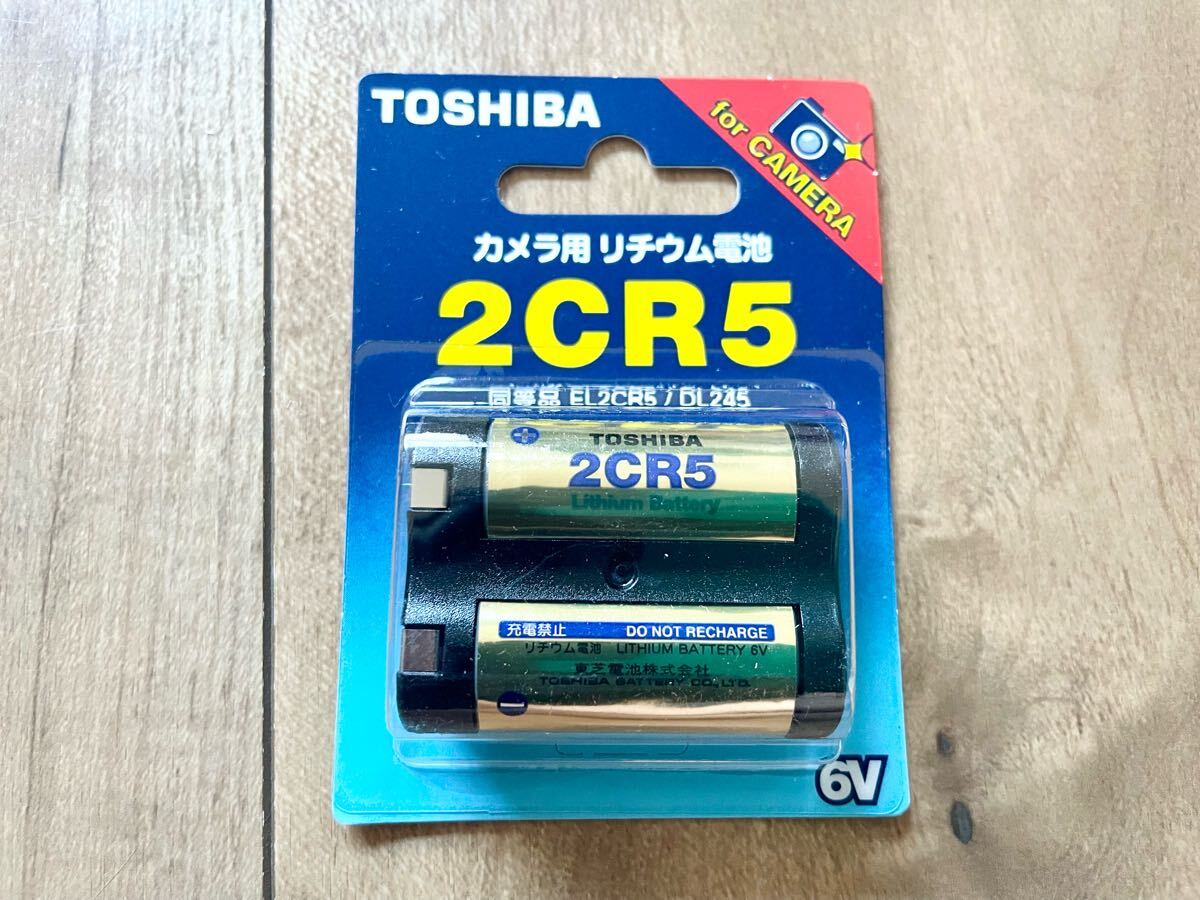 TOSHIBA
for CAMERA
カメラ用 リチウム電池
2CR5
同等品 EL2CR5 / DL245
TOSHIBA
2CR5
Lithium Battery
充電禁止 DO NOT RECHARGE
リチウム電池 LITHIUM BATTERY 6V
東芝電池株式会社
TOSHIBA BATTERY CO., LTD.
6V